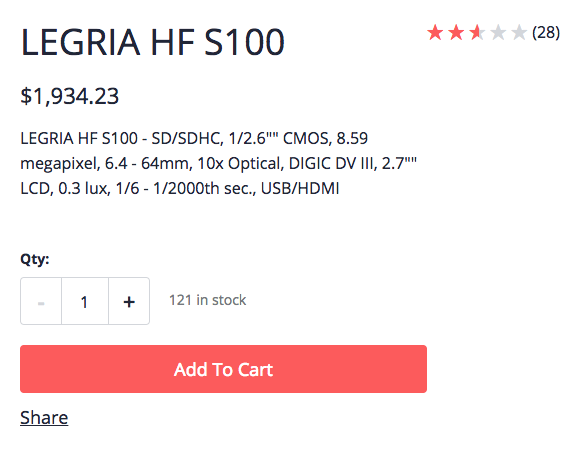 LEGRIA HF S100
(28)
$1,934.23
LEGRIA HF S100 - SD/SDHC, 1/2.6"" CMOS, 8.59
megapixel, 6.4 - 64mm, 10x Optical, DIGIC DV III, 2.7""
LCD, 0.3 lux, 1/6 - 1/2000th sec., USB/HDMI
Qty:
- 1 +
121 in stock
Add To Cart
Share